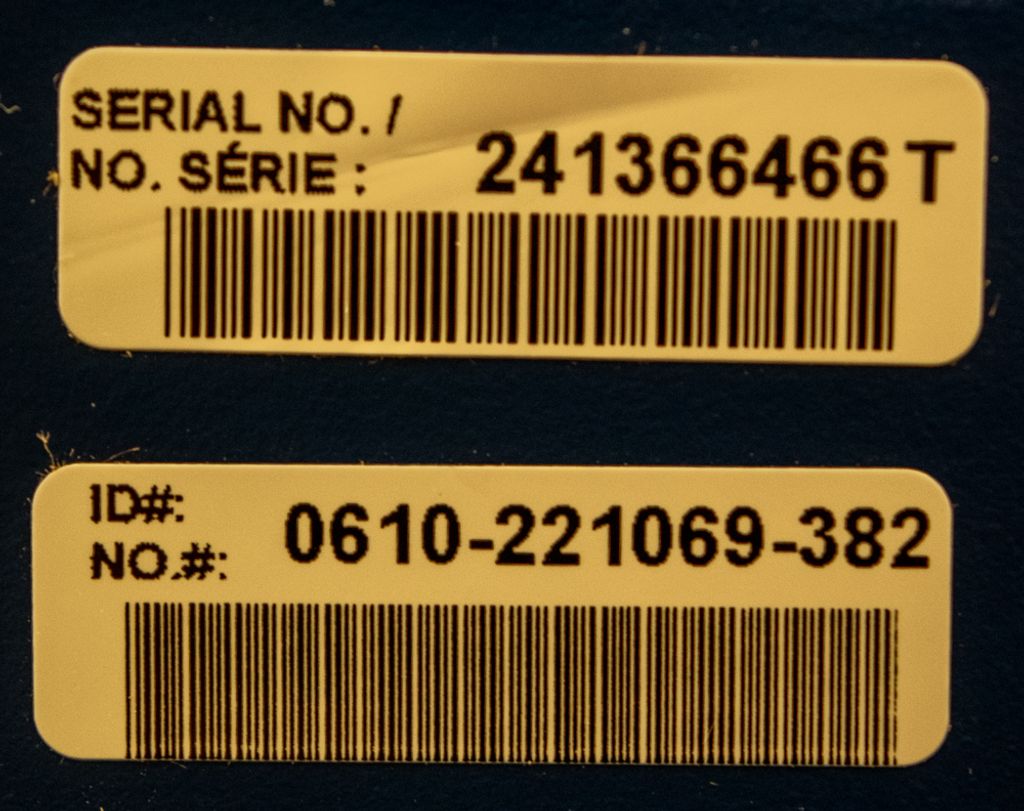 SERIAL NO. /
NO. SÉRIE : 241366466 T
ID#:
NO.#: 0610-221069-382